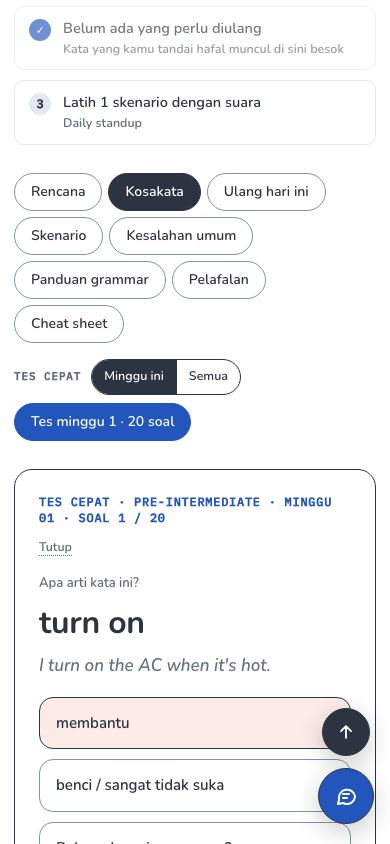 Belum ada yang perlu diulang
Kata yang kamu tandai hafal muncul di sini besok
3
Latih 1 skenario dengan suara
Daily standup
Rencana
Kosakata
Ulang hari ini
Skenario
Kesalahan umum
Panduan grammar
Pelafalan
Cheat sheet
TES CEPAT
Minggu ini
Semua
Tes minggu 1 · 20 soal
TES CEPAT · PRE-INTERMEDIATE · MINGGU
01 · SOAL 1 / 20
Tutup
Apa arti kata ini?
turn on
I turn on the AC when it's hot.
membantu
benci / sangat tidak suka